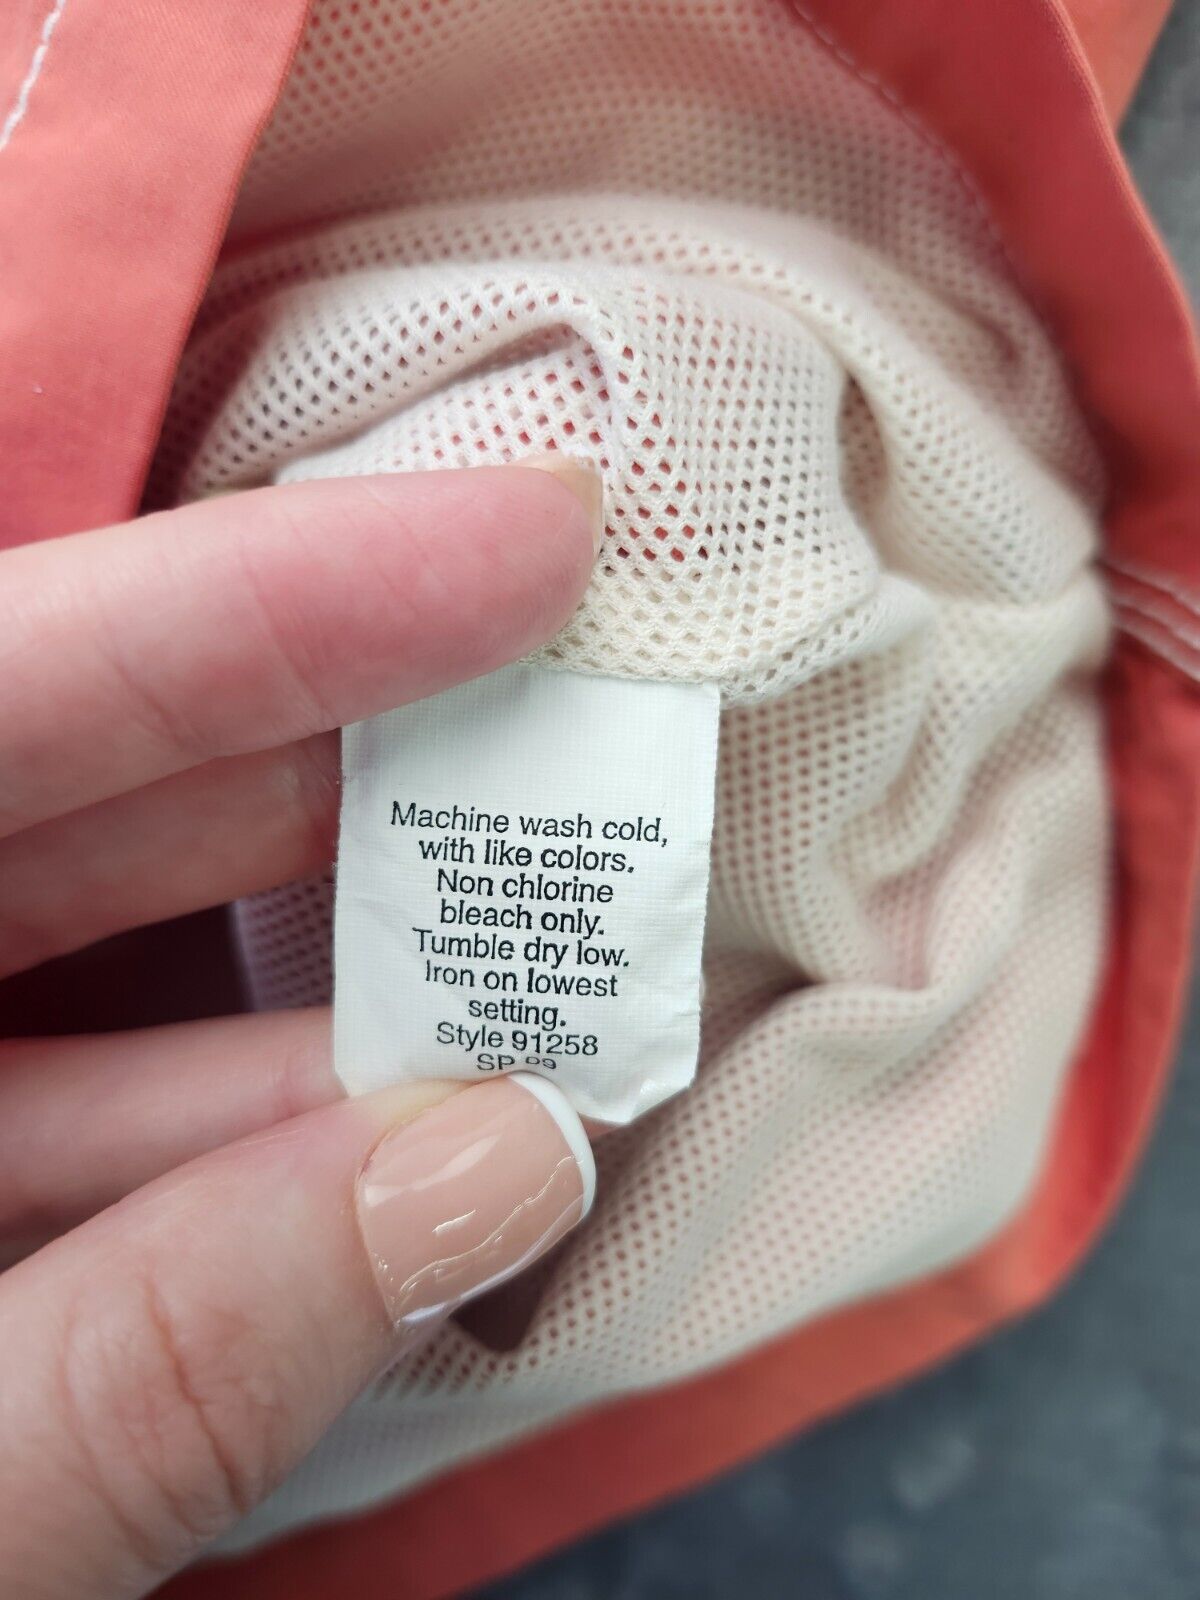 Machine wash cold,
with like colors.
Non chlorine
bleach only.
Tumble dry low.
Iron on lowest
setting.
Style 91258
SP